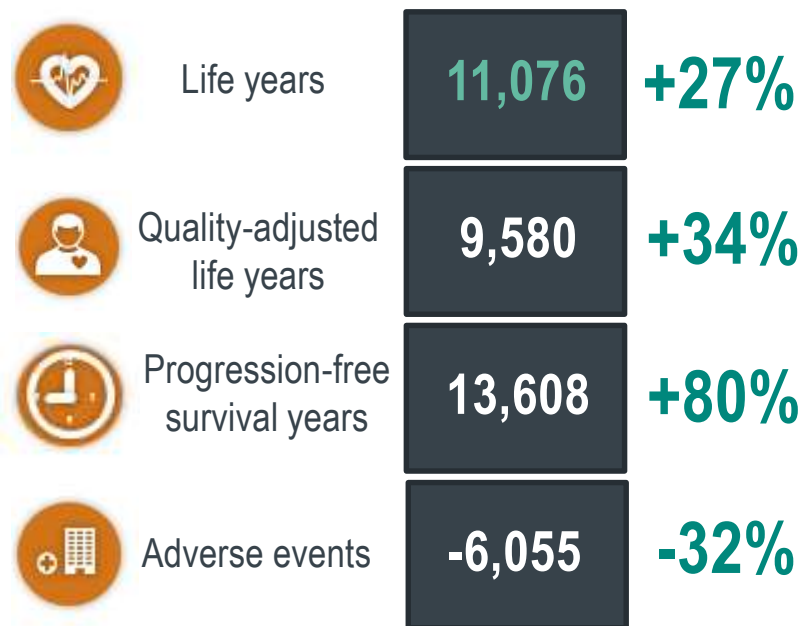 Life years 11,076 +27%
Quality-adjusted
life years 9,580 +34%
Progression-free
survival years 13,608 +80%
Adverse events -6,055 -32%